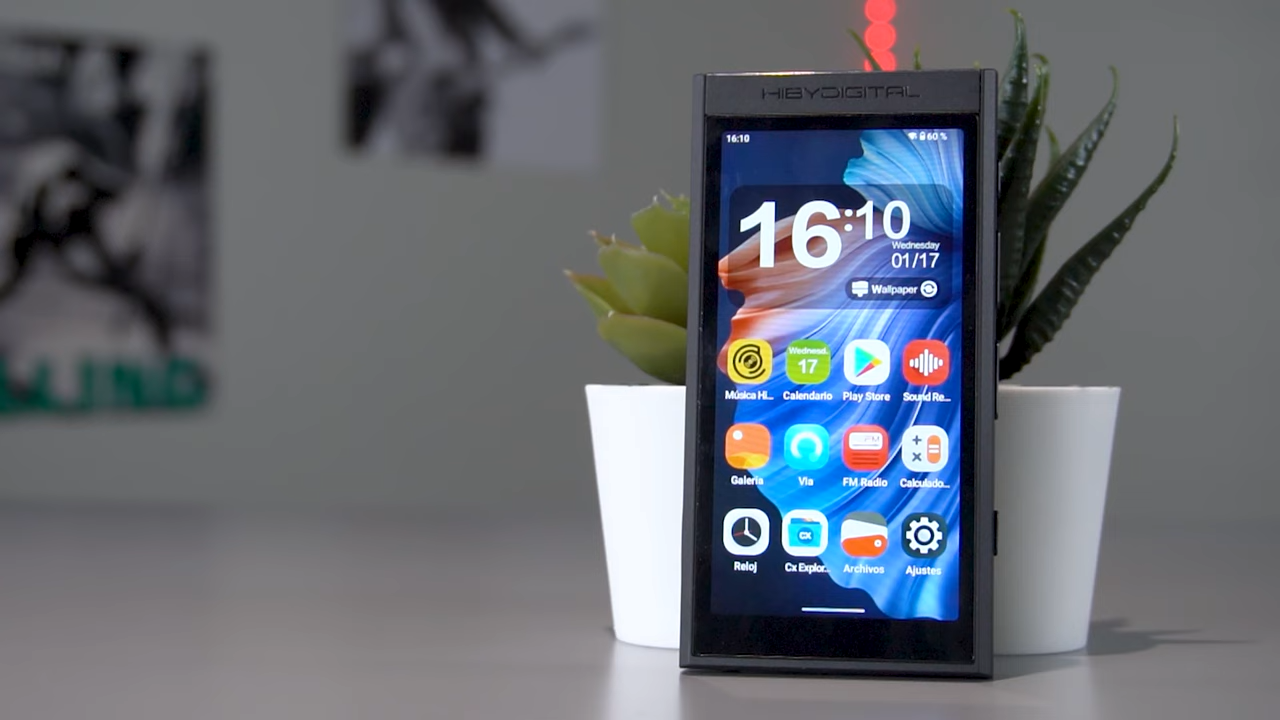 HIBYDIGITAL
16:10
60 %
16:10
Wednesday
01/17
Wallpaper
Wednesd.
17
Música Hi...
Calendario
Play Store
Sound Re...
FM
Galería
Via
FM Radio
Calculado...
CX
Reloj
Cx Explor...
Archivos
Ajustes